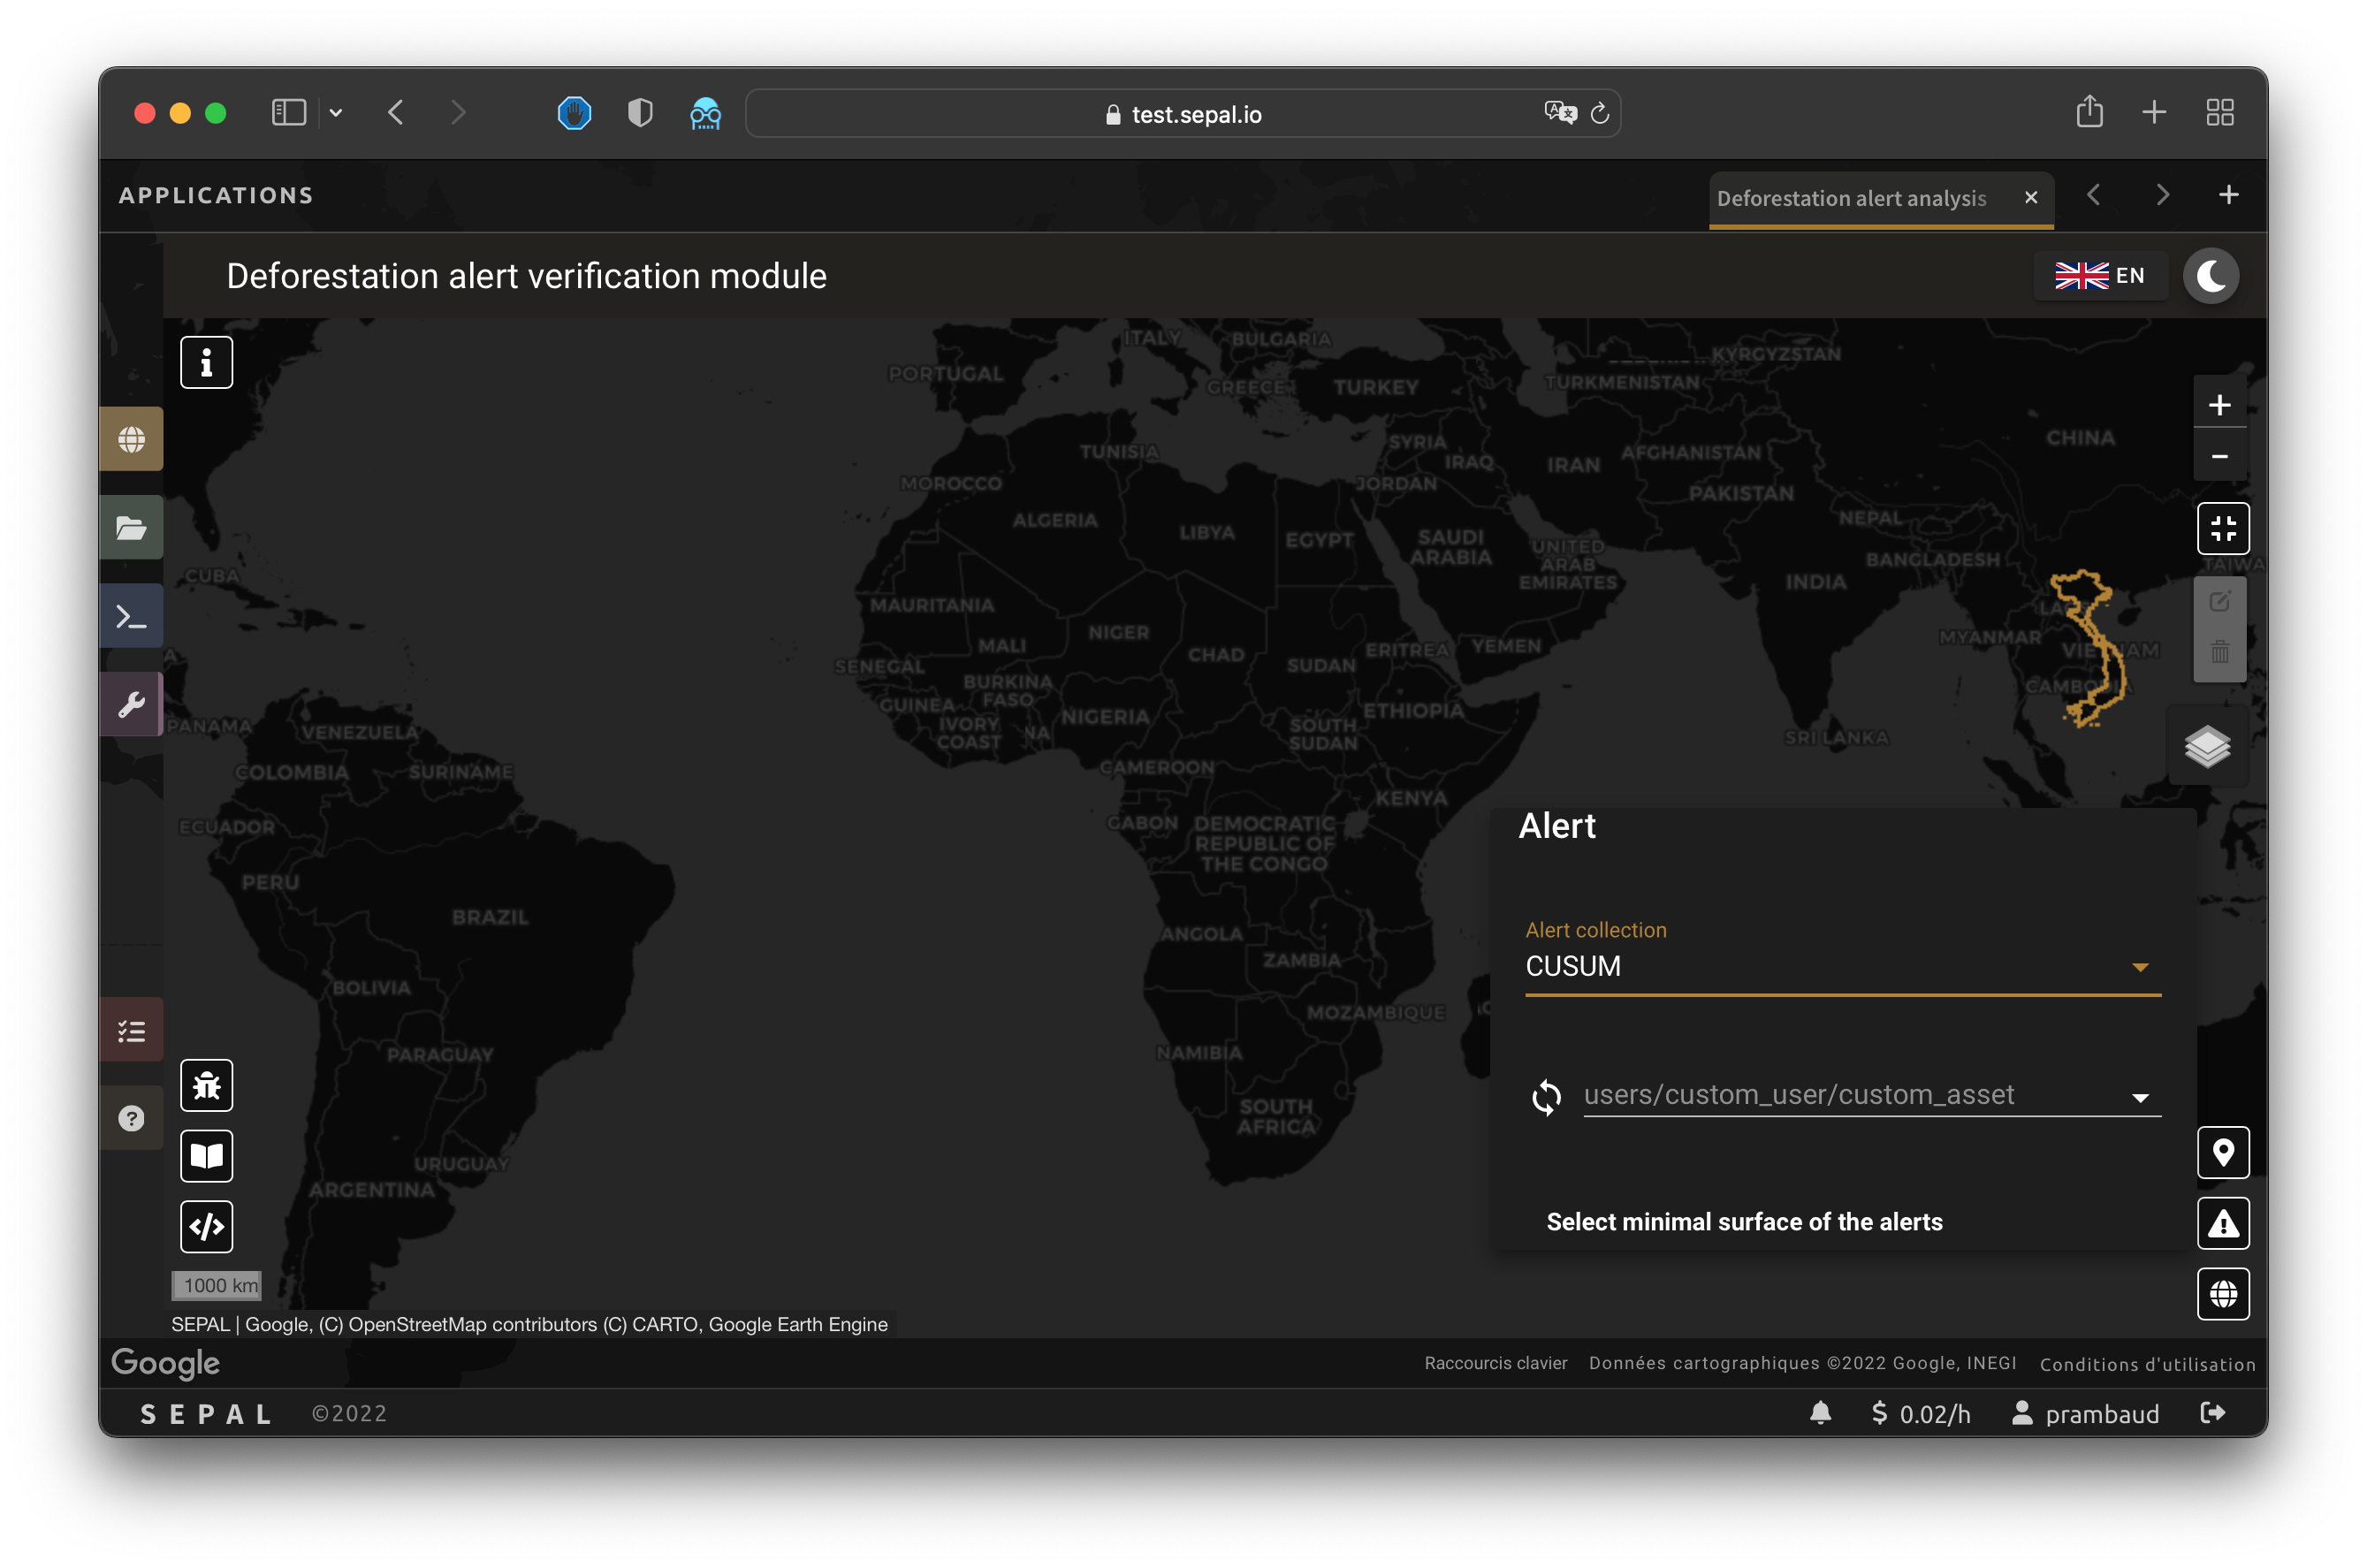 test.sepal.io
APPLICATIONS
Deforestation alert analysis
Deforestation alert verification module
EN
ITALY
BULGARIA
KYRGYZSTAN
PORTUGAL
GREECE
TURKEY
TURKMENISTAN
CHINA
TUNISIA
SYRIA
AFGHANISTAN
IRAQ
IRAN
MOROCCO
JORDAN
PAKISTAN
ALGERIA
LIBYA
EGYPT
SAUDI
ARABIA
NEPAL
UNITED
ARAB
EMIRATES
BANGLADESH
TAIWA
CUBA
INDIA
MAURITANIA
LAOS
MALI
NIGER
CHAD
SUDAN
ERITREA
YEMEN
MYANMAR
VIETNAM
SENEGAL
BURKINA
FASO
CAMBODIA
GUINEA
IVORY
COAST
NA
NIGERIA
SOUTH
SUDAN
ETHIOPIA
PANAMA
VENEZUELA
SRI LANKA
COLOMBIA
SURINAME
CAMEROON
KENYA
ECUADOR
GABON
DEMOCRATIC
REPUBLIC OF
THE CONGO
PERU
BRAZIL
ANGOLA
ZAMBIA
BOLIVIA
MOZAMBIQUE
PARAGUAY
NAMIBIA
SOUTH
AFRICA
URUGUAY
ARGENTINA
Alert
Alert collection
CUSUM
users/custom_user/custom_asset
Select minimal surface of the alerts
1000 km
SEPAL | Google, (C) OpenStreetMap contributors (C) CARTO, Google Earth Engine
Google
Raccourcis clavier
Données cartographiques ©2022 Google, INEGI
Conditions d'utilisation
SEPAL
©2022
$ 0.02/h
prambaud